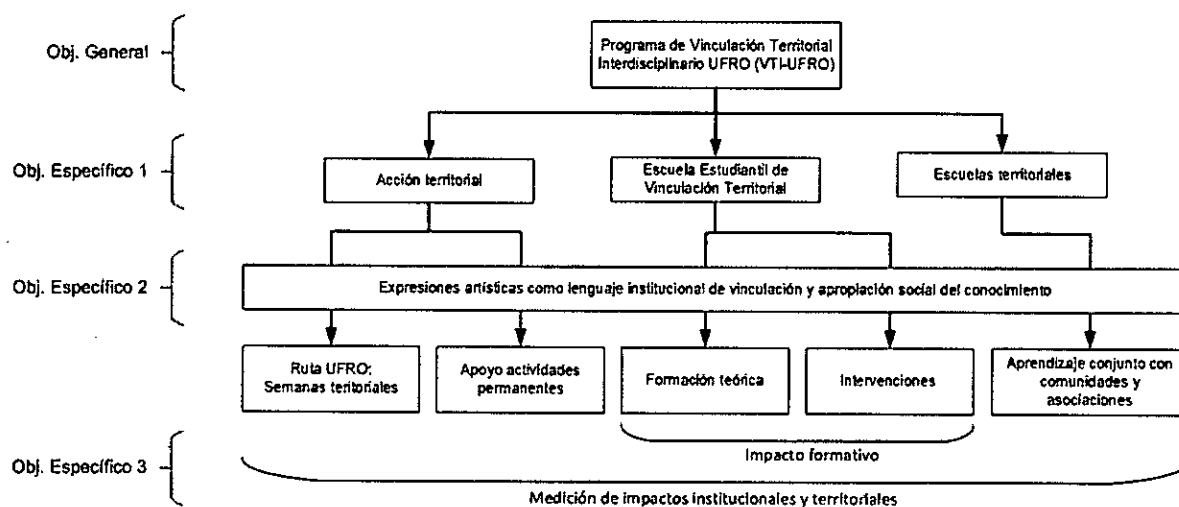 Obj. General
Programa de Vinculación Territorial
Interdisciplinario UFRO (VTI-UFRO)
Obj. Específico 1
Acción territorial
Escuela Estudiantil de
Vinculación Territorial
Escuelas territoriales
Obj. Específico 2
Expresiones artísticas como lenguaje institucional de vinculación y apropiación social del conocimiento
Ruta UFRO:
Semanas teritoriales
Apoyo actividades
permanentes
Formación teórica
Intervenciones
Aprendizaje conjunto con
comunidades y
asociaciones
Impacto formativo
Obj. Específico 3
Medición de impactos institucionales y territoriales